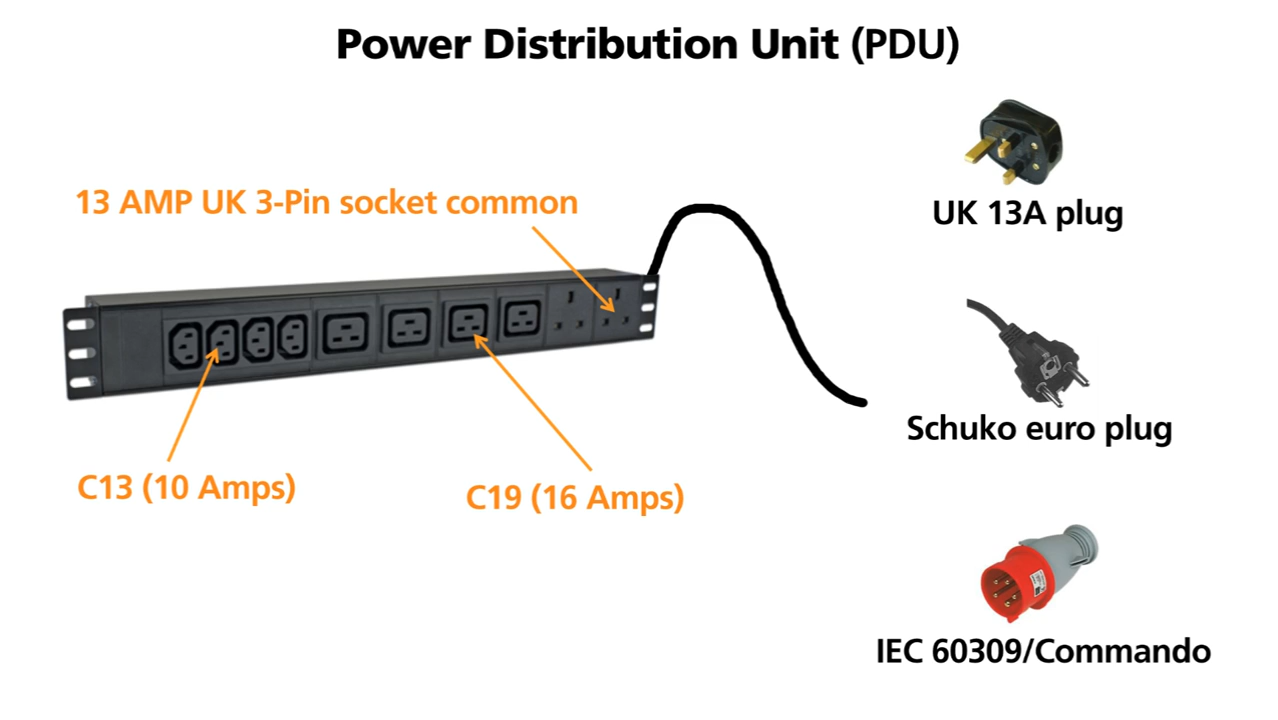 Power Distribution Unit (PDU)
13 AMP UK 3-Pin socket common
UK 13A plug
Schuko euro plug
C13 (10 Amps)
C19 (16 Amps)
IEC 60309/Commando